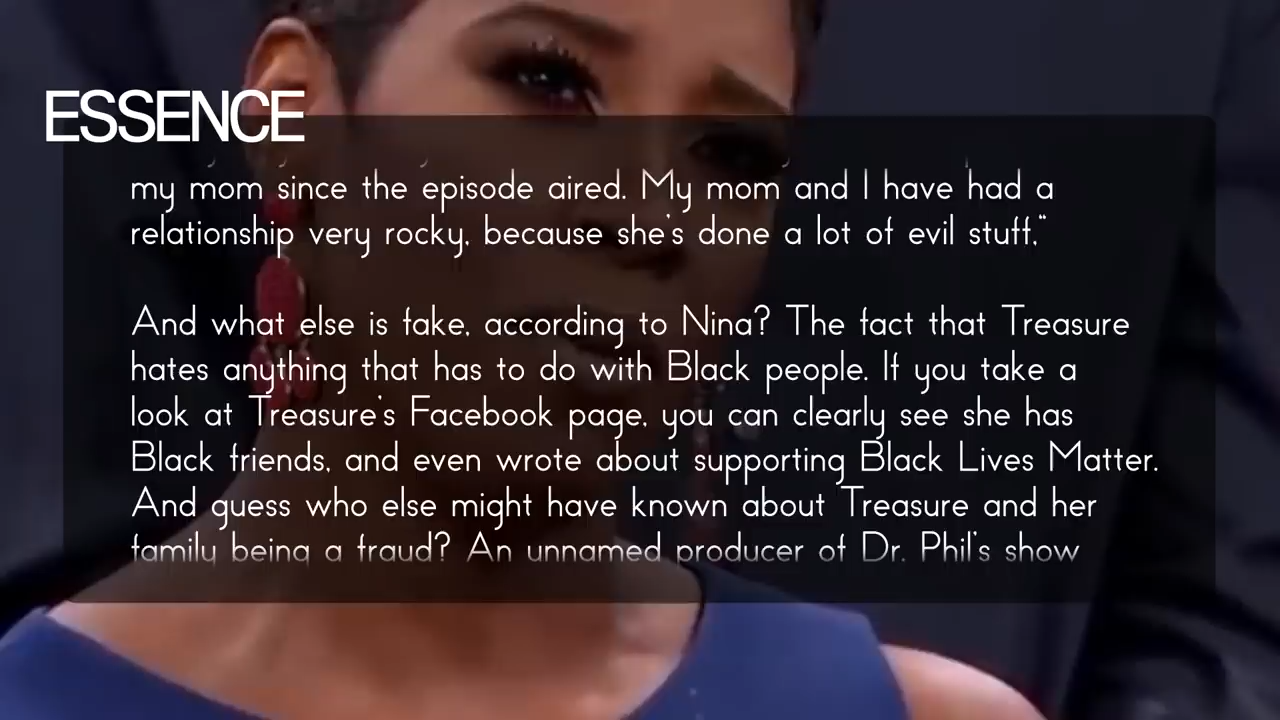 ESSENCE
my mom since the episode aired. My mom and I have had a
relationship very rocky, because she's done a lot of evil stuff,"
And what else is fake, according to Nina? The fact that Treasure
hates anything that has to do with Black people. If you take a
look at Treasure's Facebook page, you can clearly see she has
Black friends, and even wrote about supporting Black Lives Matter.
And guess who else might have known about Treasure and her
family being a fraud? An unnamed producer of Dr. Phil's show